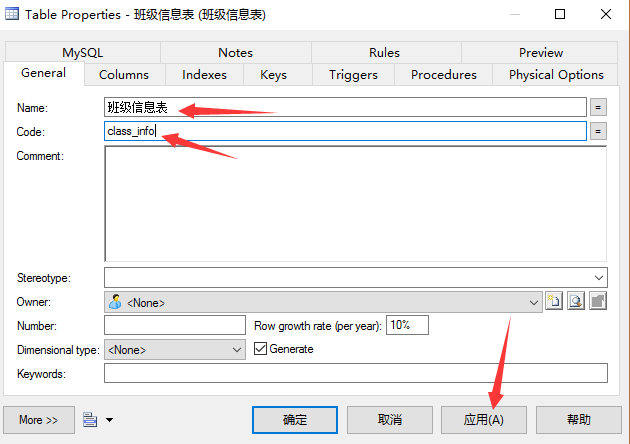 Table Properties - 班级信息表 (班级信息表)
MySQL Notes Rules Preview
General Columns Indexes Keys Triggers Procedures Physical Options
Name: 班级信息表 =
Code: class_info =
Comment:
Stereotype:
Owner: <None>
Number: Row growth rate (per year): 10%
Dimensional type: <None> Generate
Keywords:
More >> 确定 取消 应用(A) 帮助